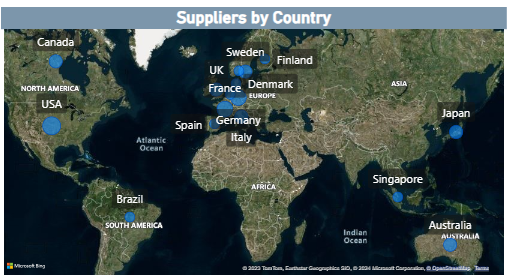 Suppliers by Country
Canada
Sweden
Finland
UK
NORTH AMERICA
France
Denmark
ASIA
EUROPE
USA
Japan
Spain
Germany
Atlantic
Ocean
Italy
Singapore
AFRICA
Brazil
SOUTH AMERICA
Australia
AUSTRALIA
Indian
Ocean
Microsoft Bing
© 2023 TomTom, Earthstar Geographics SIO, © 2024 Microsoft Corporation, © OpenStreetMap Terms